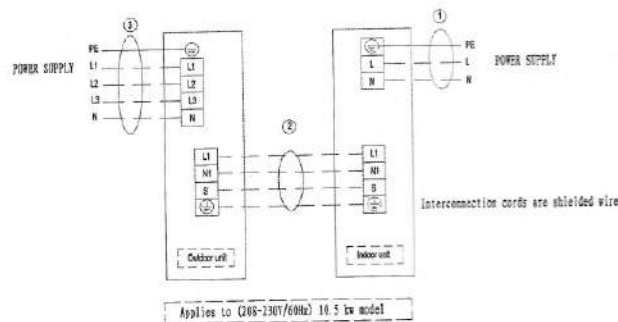 ③
PE
POWER SUPPLY
L1
L2
L3
N
L1
L2
L3
N
①
PE
L
N
POWER SUPPLY
L
N
②
L1
N1
S
L1
N1
S
Interconnection cords are shielded wire
Outdoor unit
Indoor unit
Applies to (208-230V/60Hz) 10.5 kw model